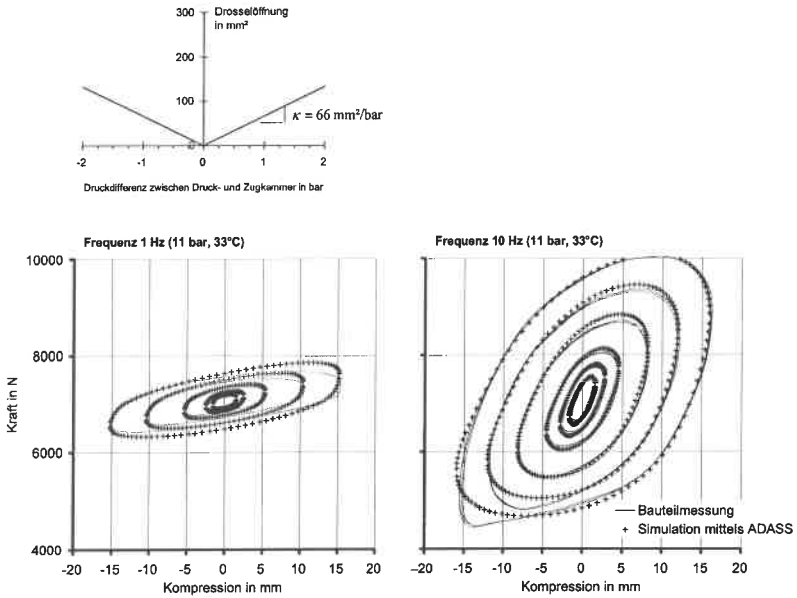 300
Drosselöffnung
in mm²
200
100
κ = 66 mm²/bar
0
-2 -1 0 1 2
Druckdifferenz zwischen Druck- und Zugkammer in bar
Frequenz 1 Hz (11 bar, 33°C)
Frequenz 10 Hz (11 bar, 33°C)
10000
8000
6000
4000
Kraft in N
-20 -15 -10 -5 0 5 10 15 20
Kompression in mm
Bauteilmessung
+ Simulation mittels ADASS
–20 -15 -10 -5 0 5 10 15 20
Kompression in mm